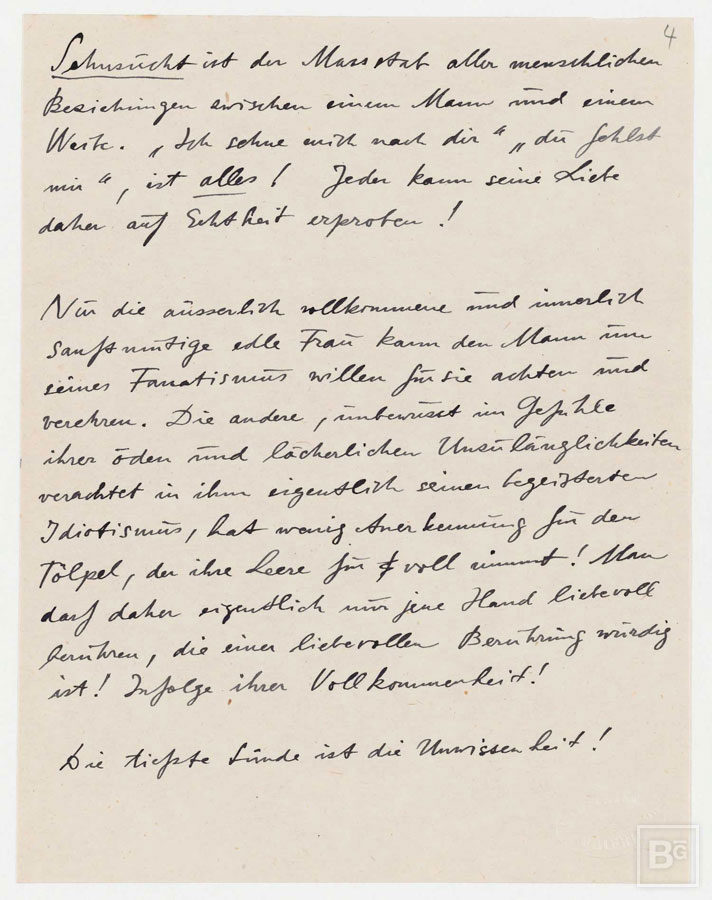 4
Sehnsucht ist der Massstab aller menschlichen
Beziehungen zwischen einem Mann und einem
Weibe. „Ich sehne mich nach dir“ „du fehlst
mir“, ist alles! Jeder kann seine Liebe
daher auf Echtheit erproben!
Nur die äusserlich vollkommene und innerlich
sanftmutige edle Frau kann den Mann um
seines Fanatismus willen für sie achten und
verehren. Die andere, unbewusst im Gefühle
ihrer öden und lächerlichen Unzulänglichkeiten
verachtet in ihm eigentlich seinen begeisterten
Idiotismus, hat wenig Anerkennung für den
Tölpel, der ihre Leere für voll nimmt! Man
darf daher eigentlich nur jene Hand liebevoll
berühren, die einer liebevollen Berührung würdig
ist! Infolge ihrer Vollkommenheit!
Die tiefste Sünde ist die Unwissenheit!
BG